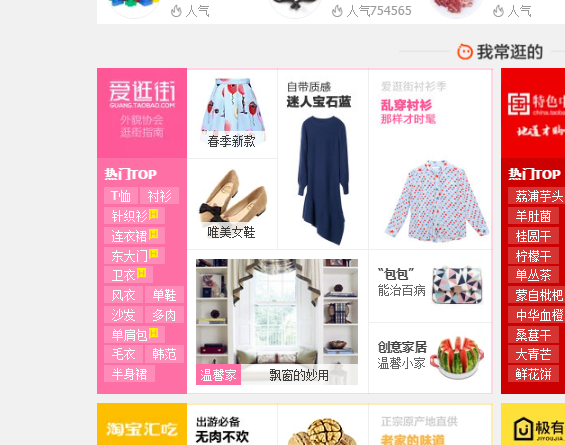 人气
人气754565
人气
我常逛的
爱逛街
GUANG.TAOBAO.COM
外貌协会
逛街指南
热门TOP
T恤 衬衫
针织衫
连衣裙
东大门
卫衣
风衣 单鞋
沙发 多肉
单肩包
毛衣 韩范
半身裙
春季新款
自带质感
迷人宝石蓝
爱逛街衬衫季
乱穿衬衫
那样才时髦
唯美女鞋
温馨 飘窗的妙用
“包包”
能治百病
创意家居
温馨小家
特色中
地道才
热门TOP
荔浦芋头
羊肚菌
桂圆干
柠檬干
单丛茶
蒙自枇杷
中华血橙
桑葚干
大青芒
鲜花饼
淘宝汇吃
出游必备
无肉不欢
正宗原产地直供
老家的味道
极有
JIYOUJIA